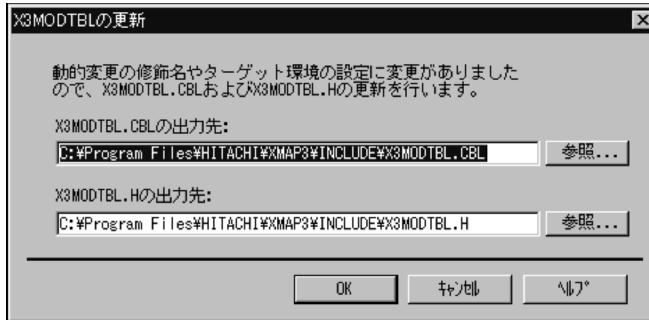 X3MODTBLの更新
動的変更の修飾名やターゲット環境の設定に変更がありました
ので、X3MODTBL.CBLおよびX3MODTBL.Hの更新を行います。
X3MODTBL.CBLの出力先:
C:¥Program Files¥HITACHI¥XMAP3¥INCLUDE¥X3MODTBL.CBL 参照...
X3MODTBL.Hの出力先:
C:¥Program Files¥HITACHI¥XMAP3¥INCLUDE¥X3MODTBL.H 参照...
OK ｷｬﾝｾﾙ ﾍﾙﾌﾟ